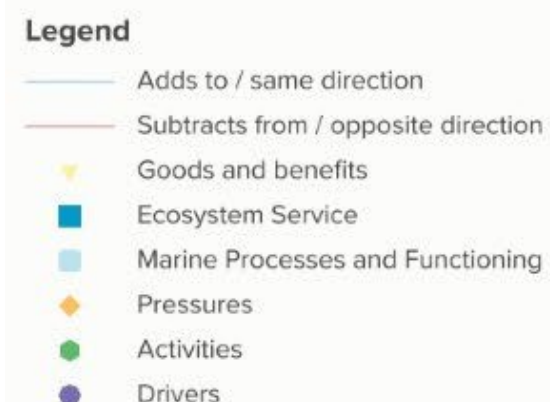 Legend
Adds to / same direction
Subtracts from / opposite direction
Goods and benefits
Ecosystem Service
Marine Processes and Functioning
Pressures
Activities
Drivers